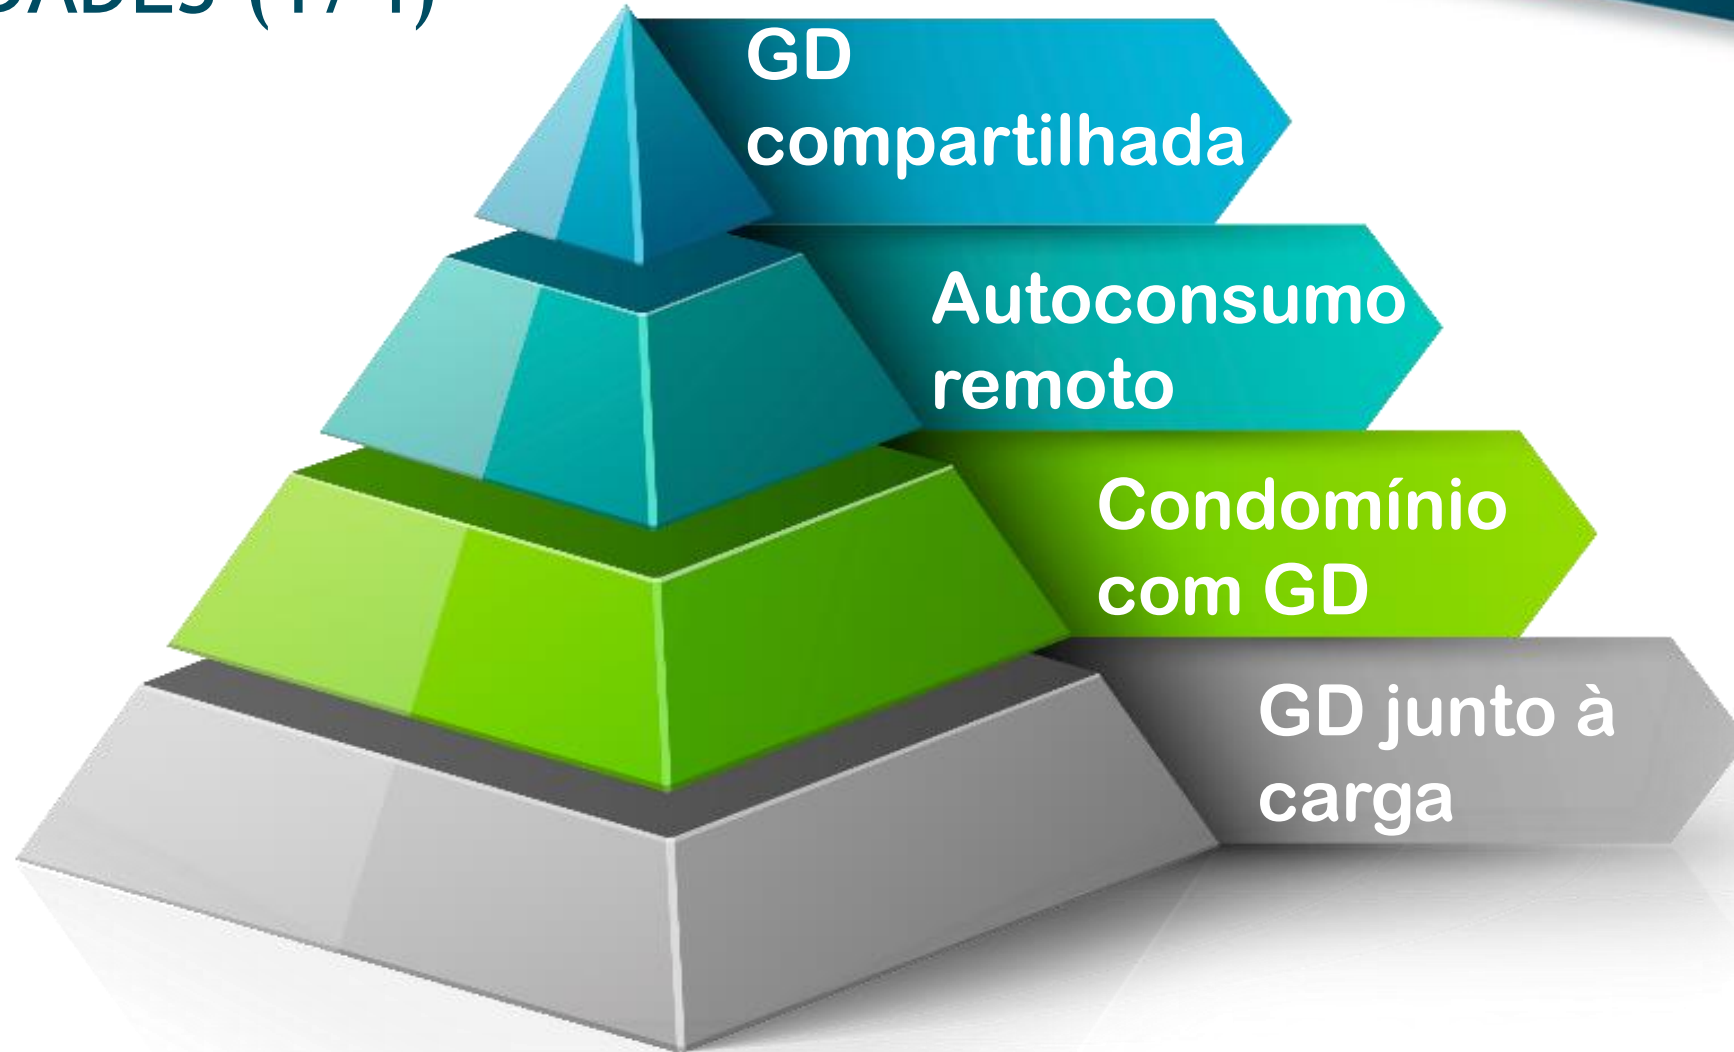 GD
compartilhada
Autoconsumo
remoto
Condomínio
com GD
GD junto à
carga